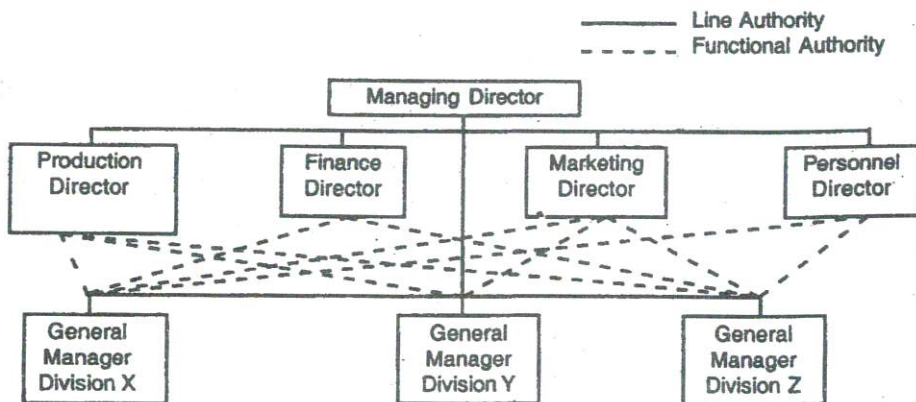 Line Authority
Functional Authority
Managing Director
Production
Director
Finance
Director
Marketing
Director
Personnel
Director
General
Manager
Division X
General
Manager
Division Y
General
Manager
Division Z